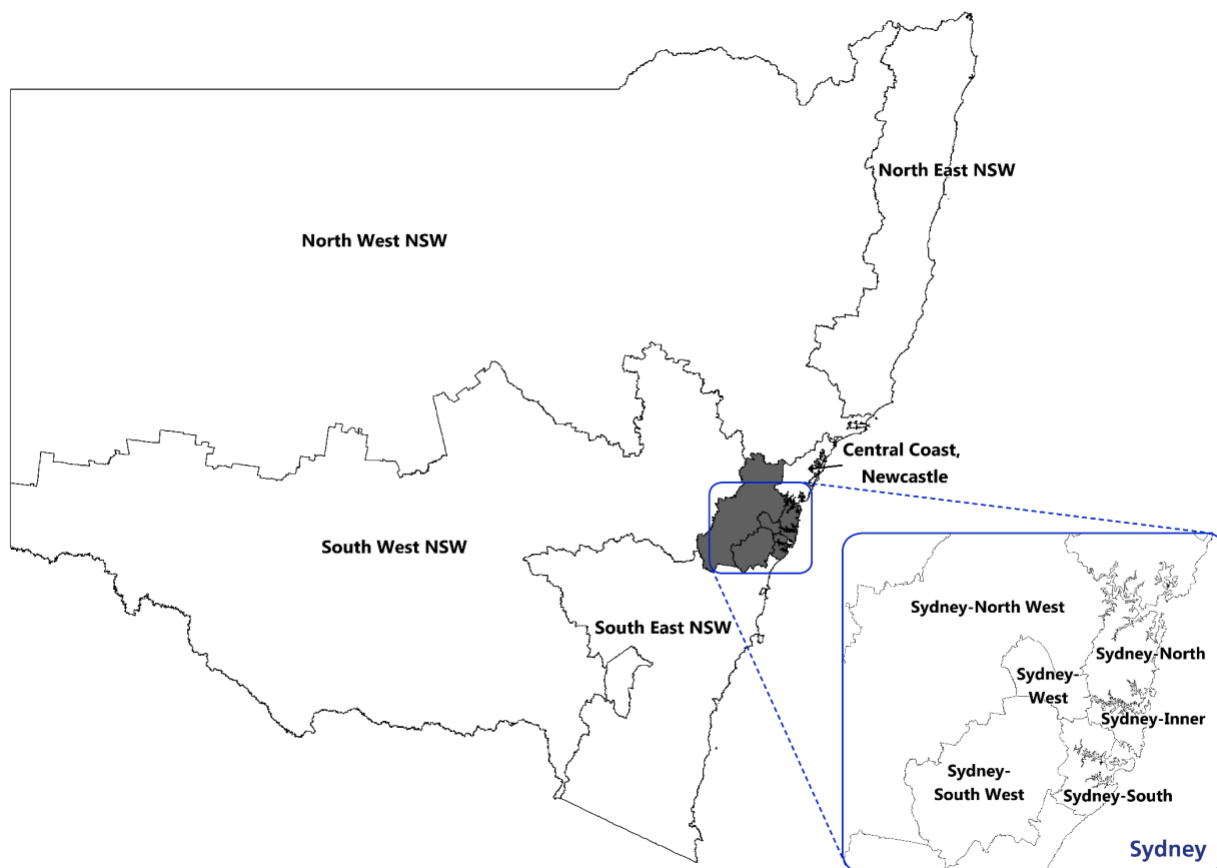 North East NSW
North West NSW
Central Coast,
Newcastle
South West NSW
South East NSW
Sydney-North West
Sydney-North
Sydney-
West
Sydney-Inner
Sydney-
South West
Sydney-South
Sydney